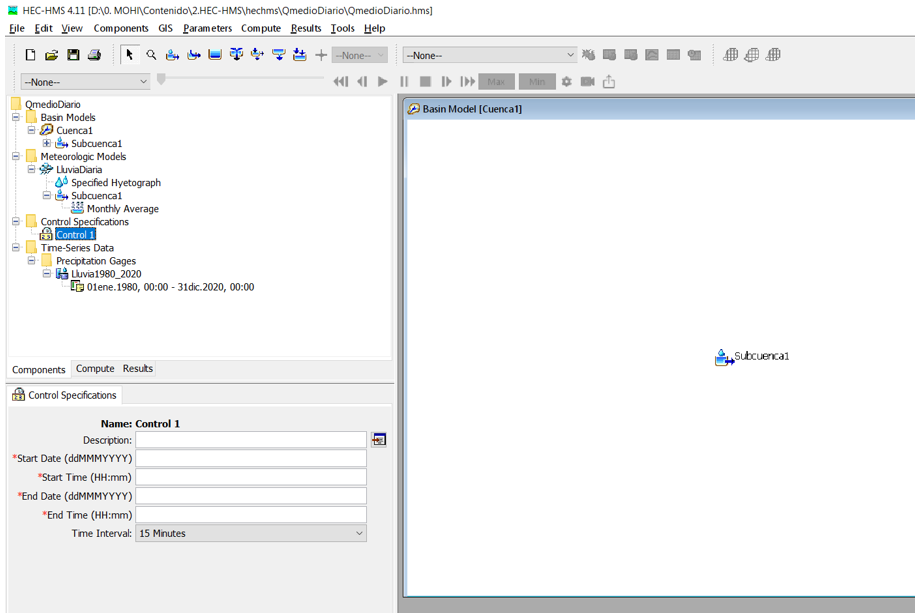 HEC-HMS 4.11 [D:\0. MOHI\Contenido\2.HEC-HMS\hechms\QmedioDiario\QmedioDiario.hms]
File Edit View Components GIS Parameters Compute Results Tools Help
--None-- --None--
--None-- Max Min
QmedioDiario
Basin Models
Cuenca1
Subcuenca1
Meteorologic Models
LluviaDiaria
Specified Hyetograph
Subcuenca1
Monthly Average
Control Specifications
Control 1
Time-Series Data
Precipitation Gages
Lluvia1980_2020
01ene.1980, 00:00 - 31dic.2020, 00:00
Components Compute Results
Control Specifications
Name: Control 1
Description:
*Start Date (ddMMMYYYY)
*Start Time (HH:mm)
*End Date (ddMMMYYYY)
*End Time (HH:mm)
Time Interval: 15 Minutes
Basin Model [Cuenca1]
Subcuenca1